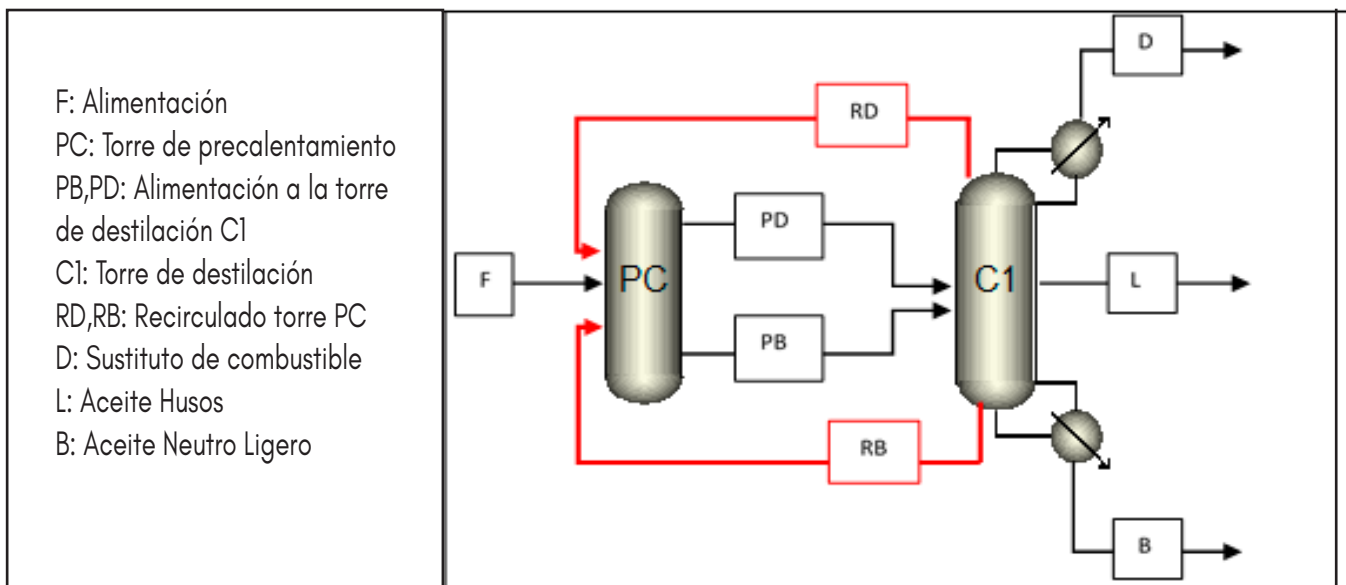 F: Alimentación
PC: Torre de precalentamiento
PB,PD: Alimentación a la torre
de destilación C1
C1: Torre de destilación
RD,RB: Recirculado torre PC
D: Sustituto de combustible
L: Aceite Husos
B: Aceite Neutro Ligero
D
RD
PD
F
PC
C1
L
PB
RB
B